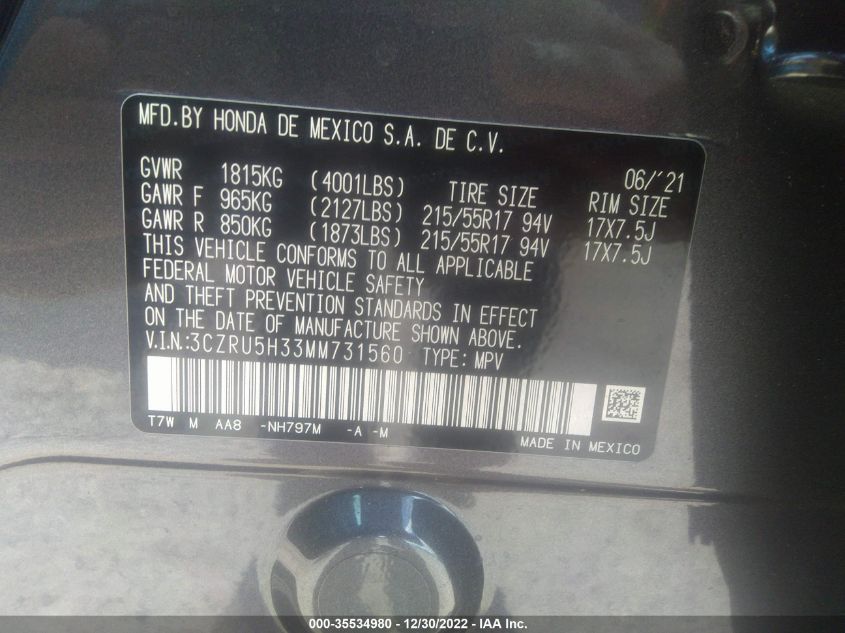 MFD.BY HONDA DE MEXICO S.A. DE C.V.
06/'21
GVWR 1815KG (4001LBS) TIRE SIZE RIM SIZE
GAWR F 965KG (2127LBS) 215/55R17 94V 17X7.5J
GAWR R 850KG (1873LBS) 215/55R17 94V 17X7.5J
THIS VEHICLE CONFORMS TO ALL APPLICABLE
FEDERAL MOTOR VEHICLE SAFETY
AND THEFT PREVENTION STANDARDS IN EFFECT
ON THE DATE OF MANUFACTURE SHOWN ABOVE.
V.I.N.:3CZRU5H33MM731560 TYPE: MPV
T7W M AA8 -NH797M -A -M
MADE IN MEXICO
000-35534980 - 12/30/2022 - IAA Inc.